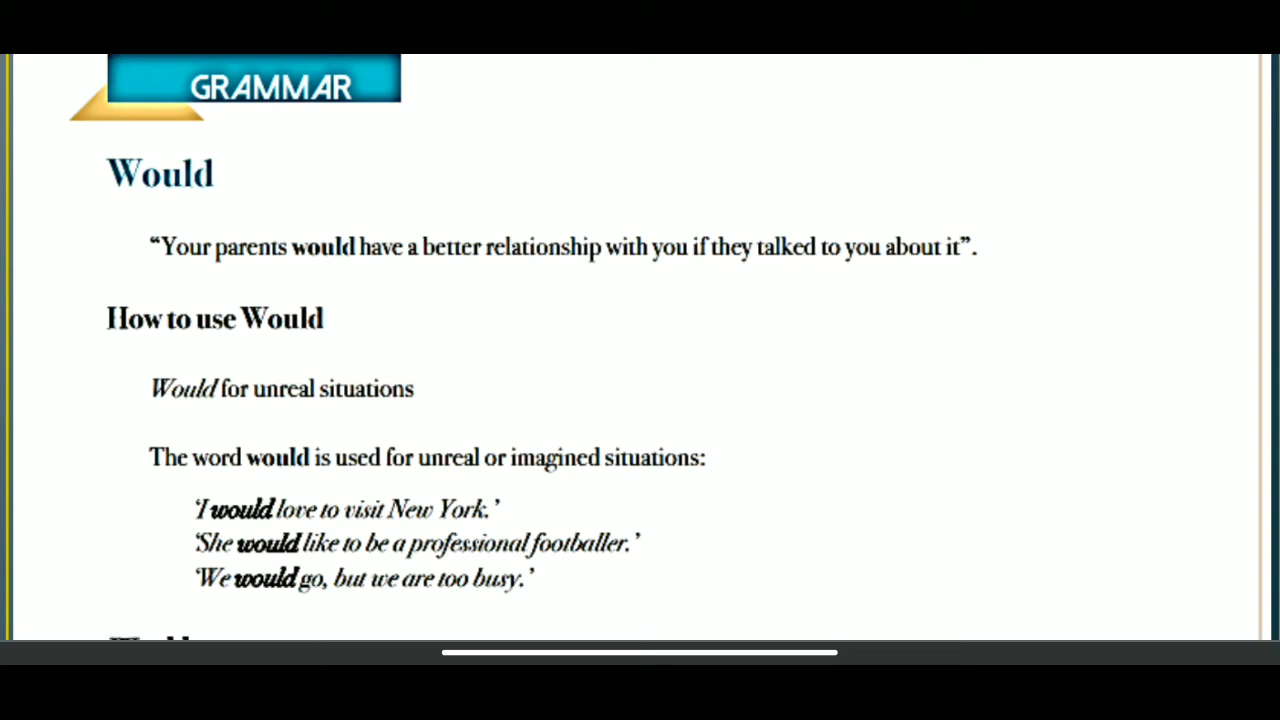 GRAMMAR
Would
“Your parents would have a better relationship with you if they talked to you about it”.
How to use Would
Would for unreal situations
The word would is used for unreal or imagined situations:
‘I would love to visit New York.’
‘She would like to be a professional footballer.’
‘We would go, but we are too busy.’